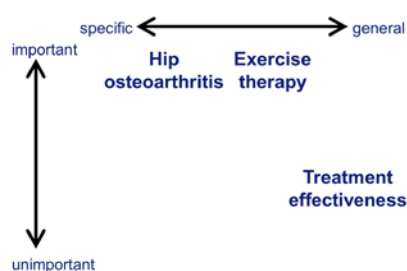 specific general
important
Hip Exercise
osteoarthritis therapy
Treatment
effectiveness
unimportant